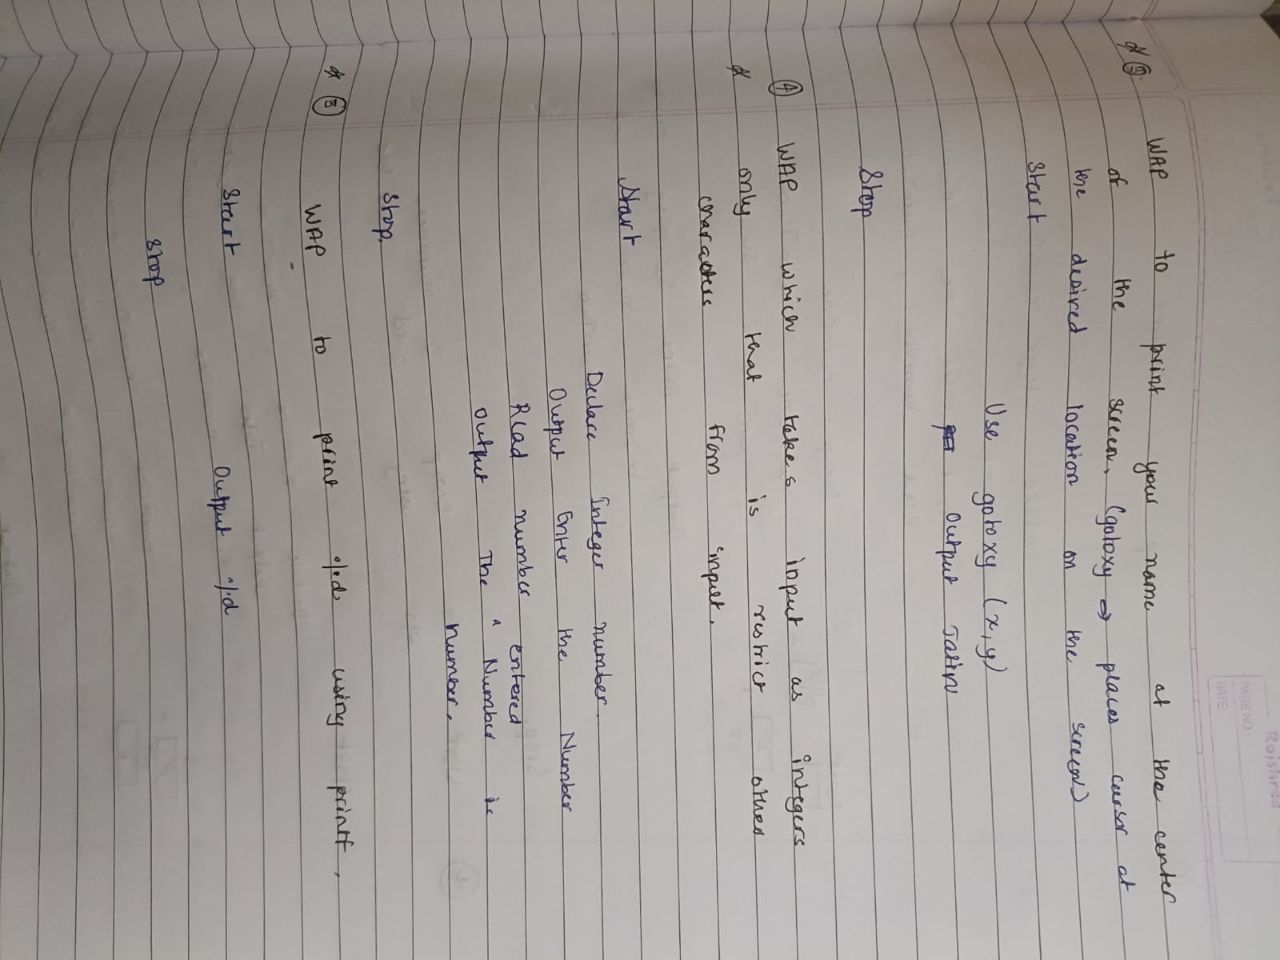 Rajshree
PAGE NO
DATE:
③ WAP to print your name at the center
of the screen. (gotoxy → places cursor at
the desired location on the screen)
Start
Use gotoxy (x,y)
Output Jatin
Stop
④ WAP which takes input as integers
only that is restrict other
characters from input.
Start
Declare Integer number.
Output Enter the Number
Read number
entered
Output The ^ Number is
number.
Stop.
⑤ WAP to print %d using printf.
Start
Output %d
Stop